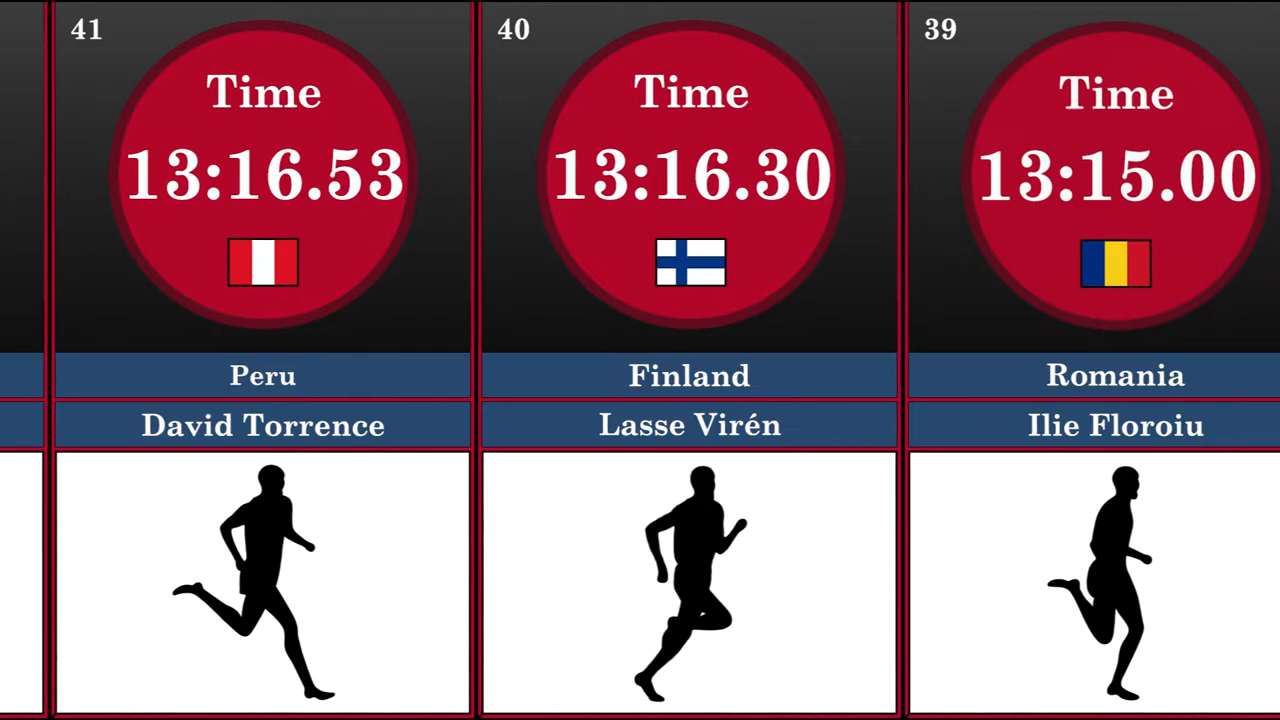 41
Time
13:16.53
Peru
David Torrence
40
Time
13:16.30
Finland
Lasse Virén
39
Time
13:15.00
Romania
Ilie Floroiu